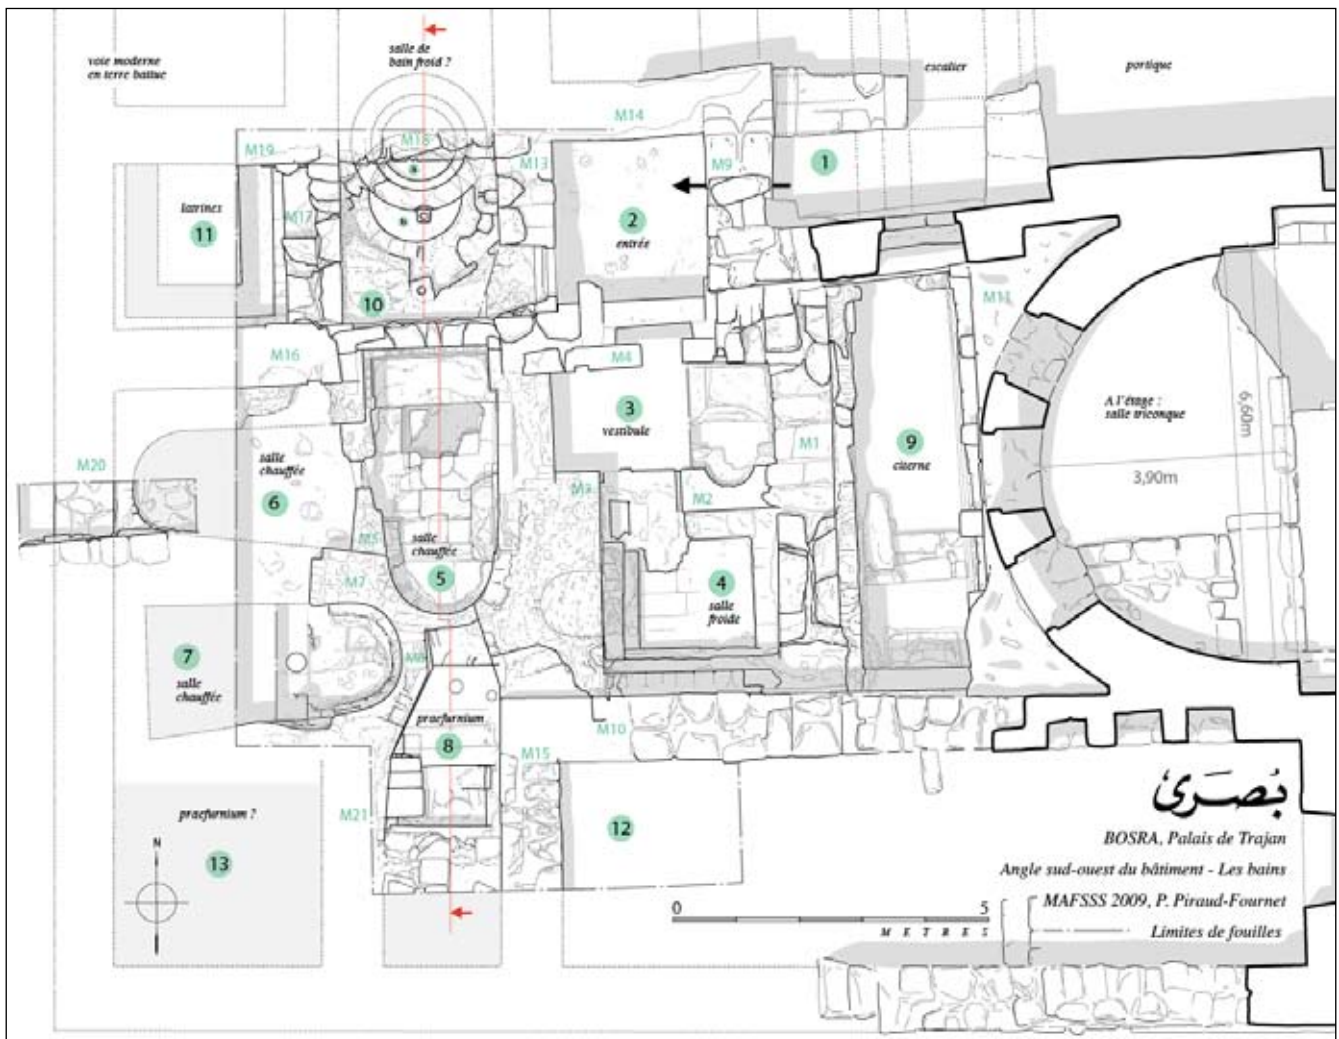 voie moderne
en terre battue
salle de
bain froid ?
escalier
portique
M14
M18
M19
M13
M9
1
latrines
11
M17
2
entrée
10
M11
M16
M4
3
vestibule
A l'étage :
salle triconque
6,60m
salle
chauffée
M1
9
citerne
M20
3,90m
6
M3
M2
M5
salle
chauffée
5
M7
4
salle
froide
7
salle
chauffée
M8
praefurnium
8
M10
M15
praefurnium ?
M21
12
13
N
بُصرَى
BOSRA, Palais de Trajan
Angle sud-ouest du bâtiment - Les bains
MAFSSS 2009, P. Piraud-Fournet
0 5
METRES
Limites de fouilles